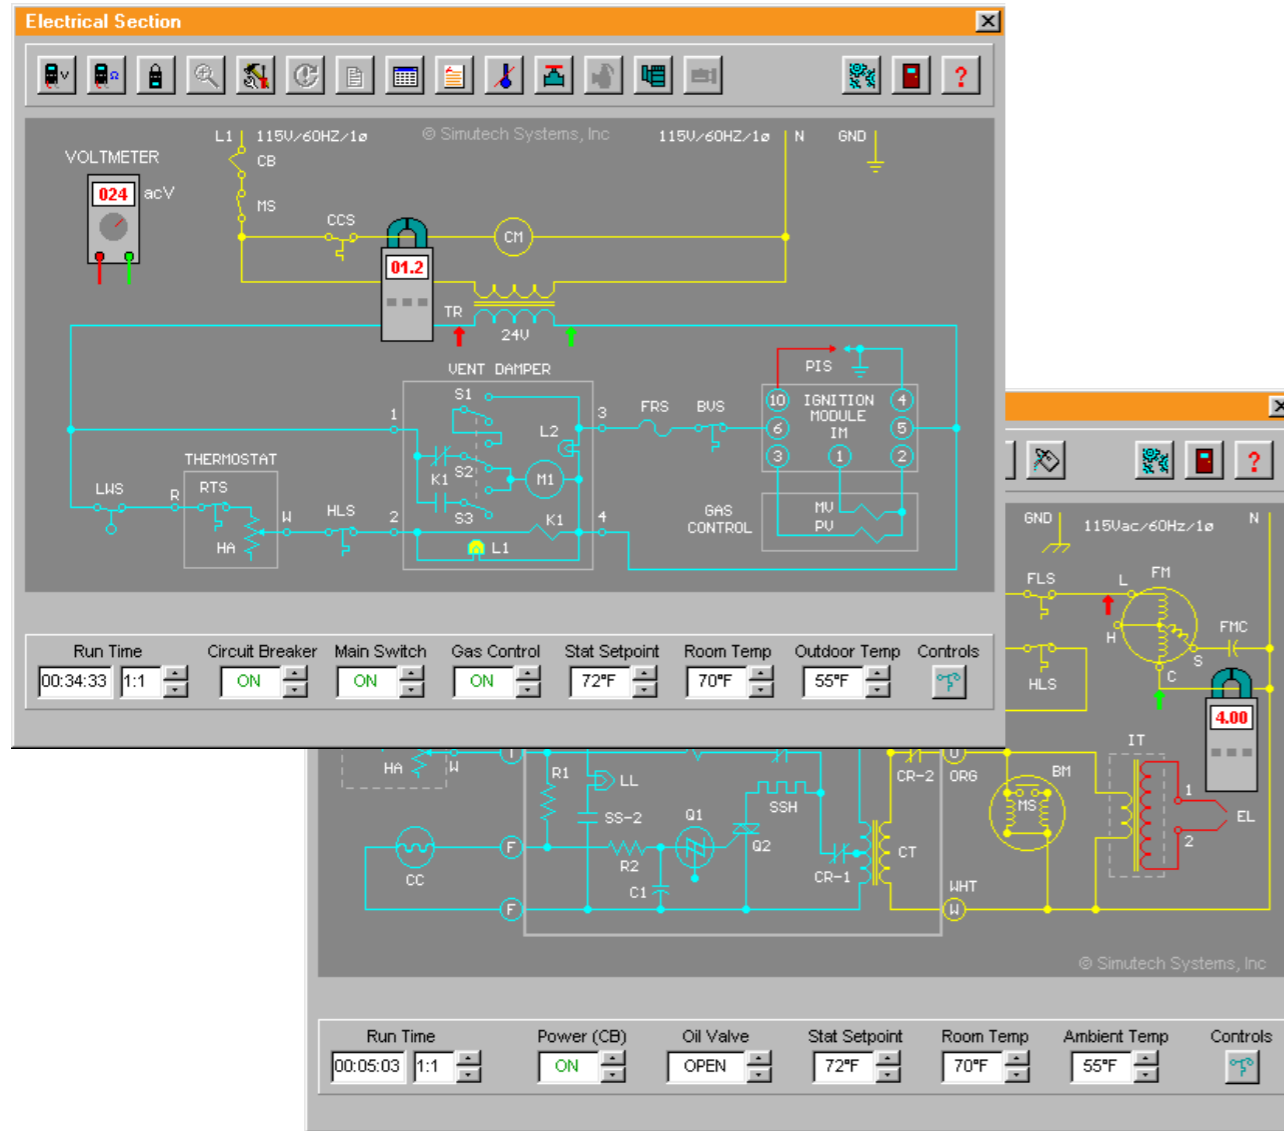 Electrical Section
V
Ω
?
L1 115V/60HZ/1ø © Simutech Systems, Inc 115V/60HZ/1ø N GND
CB
VOLTMETER
024 acV
MS
CCS
CM
01.2
TR
24V
VENT DAMPER
PIS
S1
1
3 FRS BVS
10 IGNITION MODULE IM 4
6 5
3 1 2
L2
THERMOSTAT
K1 S2 M1
LWS R RTS W HLS 2
S3 K1 4
HA
L1
GAS CONTROL
MV
PV
Run Time Circuit Breaker Main Switch Gas Control Stat Setpoint Room Temp Outdoor Temp Controls
00:34:33 1:1 ON ON ON 72°F 70°F 55°F
?
GND 115Vac/60Hz/1ø N
FLS L FM
H S FMC
HLS C
4.00
HA W T
R1 LL
SS-2 Q1 SSH
CR-2 O ORG BM IT
MS 1
EL
2
F R2 Q2
CC C1 CR-1 CT
F WHT
W
© Simutech Systems, Inc
Run Time Power (CB) Oil Valve Stat Setpoint Room Temp Ambient Temp Controls
00:05:03 1:1 ON OPEN 72°F 70°F 55°F